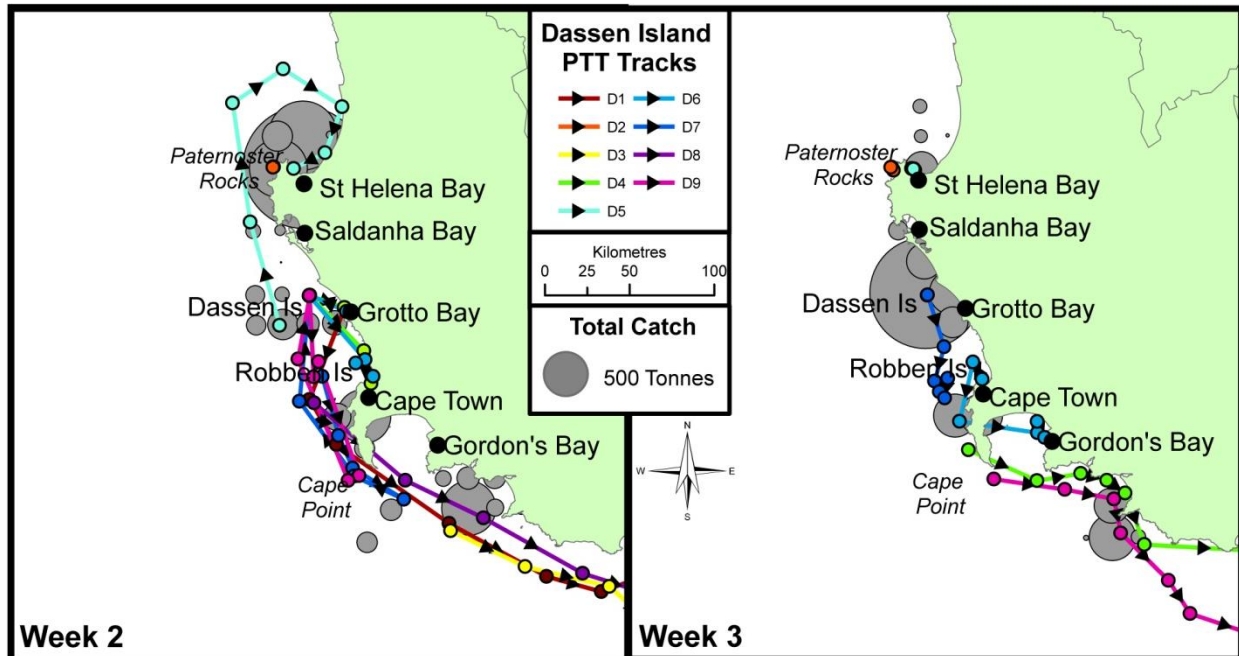 Paternoster
Rocks
St Helena Bay
Saldanha Bay
Dassen Is
Grotto Bay
Robben Is
Cape Town
Gordon's Bay
Cape
Point
Week 2
Dassen Island
PTT Tracks
D1
D6
D2
D7
D3
D8
D4
D9
D5
Kilometres
0 25 50 100
Total Catch
500 Tonnes
N
W
E
S
Paternoster
Rocks
St Helena Bay
Saldanha Bay
Dassen Is
Grotto Bay
Robben Is
Cape Town
Gordon's Bay
Cape
Point
Week 3